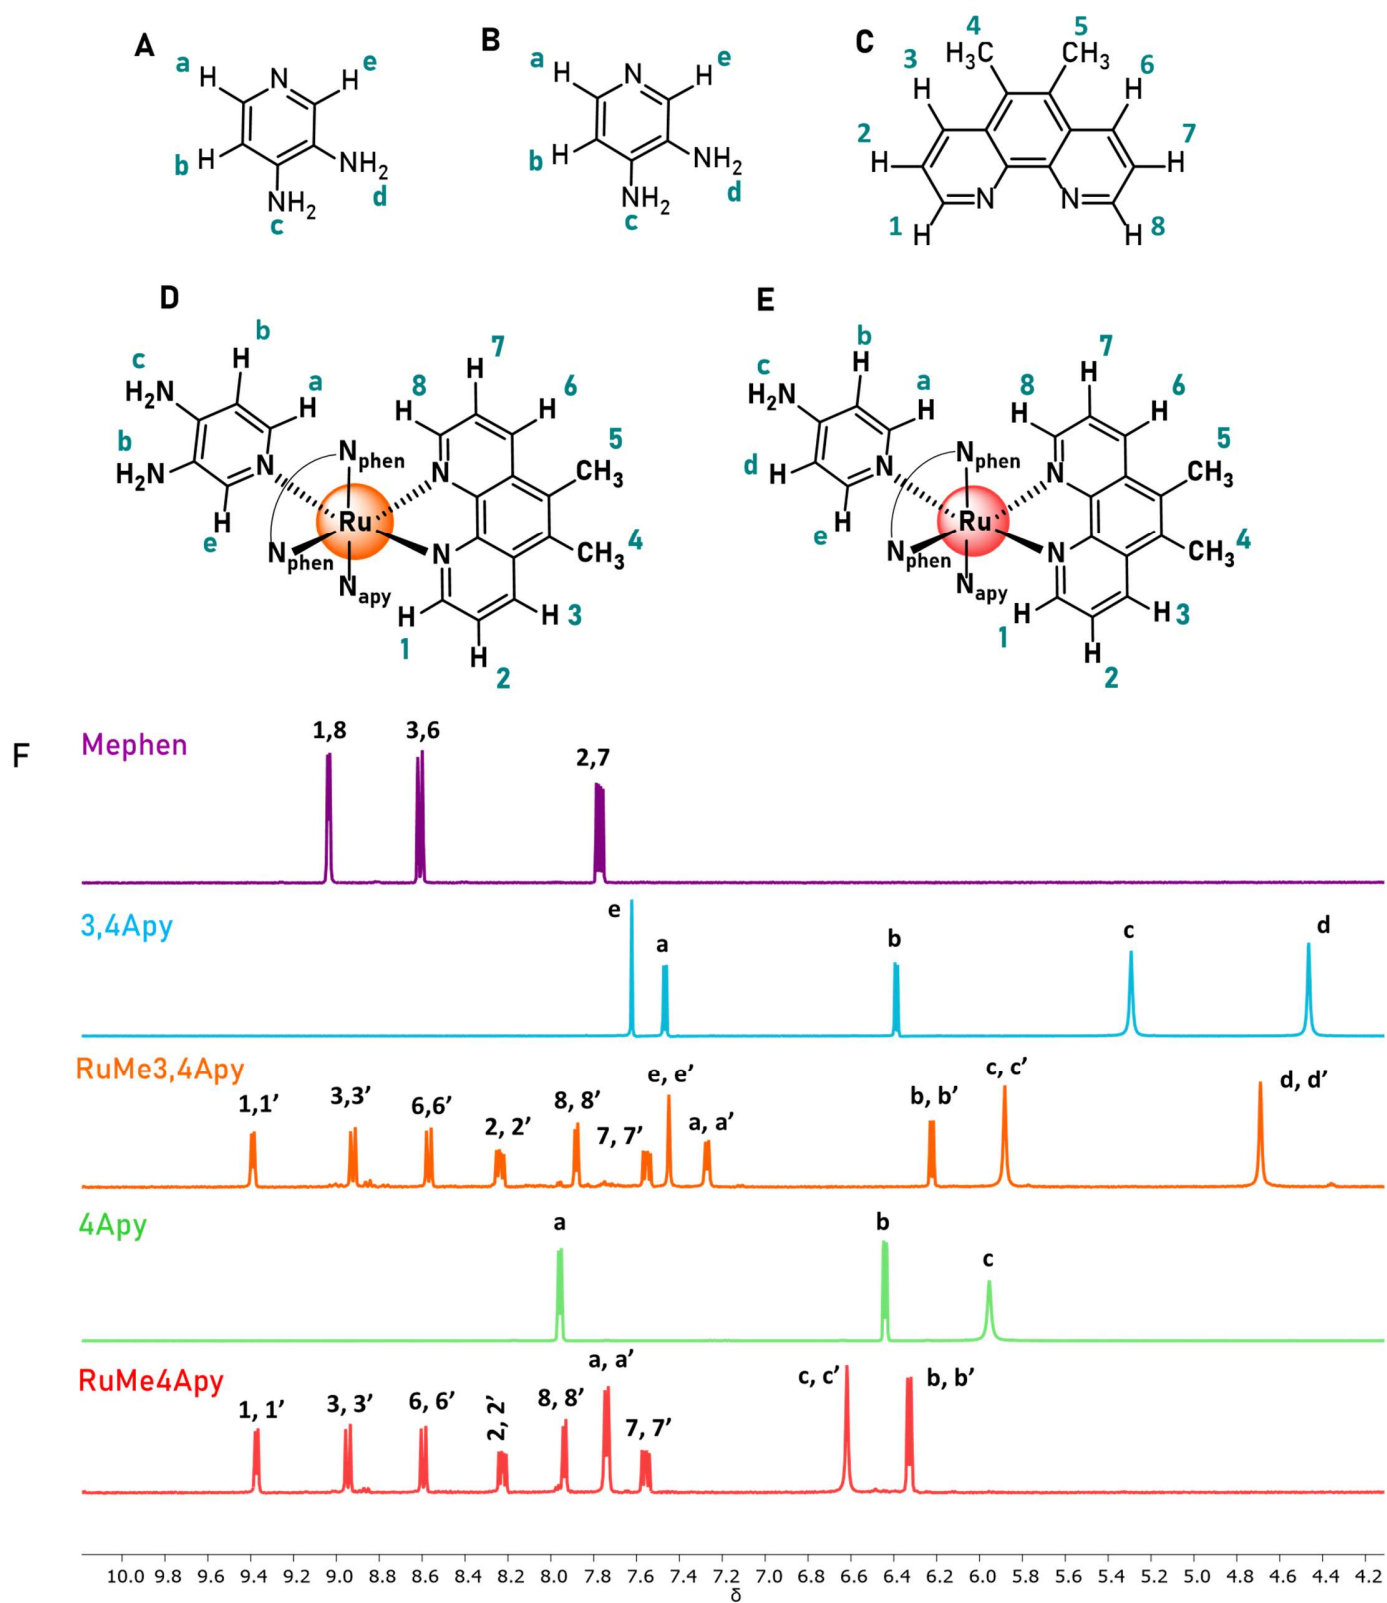 A
a
H
N
H
e
b
H
NH2
d
NH2
c
B
a
H
N
H
e
b
H
NH2
d
NH2
c
C
4
5
H3C
CH3
3
H
6
H
2
H
7
H
N
N
1
H
H
8
D
b
H
c
H2N
a
H
b
H2N
N
H
e
Nphen
Ru
Nphen
Napy
7
H
8
H
6
H
N
5
CH3
CH3
4
N
H
1
H
3
H
2
E
b
H
c
H2N
a
H
d
H
N
H
e
Nphen
Ru
Nphen
Napy
7
H
8
H
6
H
N
5
CH3
CH3
4
N
H
1
H
3
H
2
F
Mephen
1,8
3,6
2,7
3,4Apy
e
a
b
c
d
RuMe3,4Apy
1,1’
3,3’
6,6’
2, 2’
8, 8’
7, 7’
e, e’
a, a’
b, b’
c, c’
d, d’
4Apy
a
b
c
RuMe4Apy
1, 1’
3, 3’
6, 6’
2, 2’
8, 8’
a, a’
7, 7’
c, c’
b, b’
10.0 9.8 9.6 9.4 9.2 9.0 8.8 8.6 8.4 8.2 8.0 7.8 7.6 7.4 7.2 7.0 6.8 6.6 6.4 6.2 6.0 5.8 5.6 5.4 5.2 5.0 4.8 4.6 4.4 4.2
δ